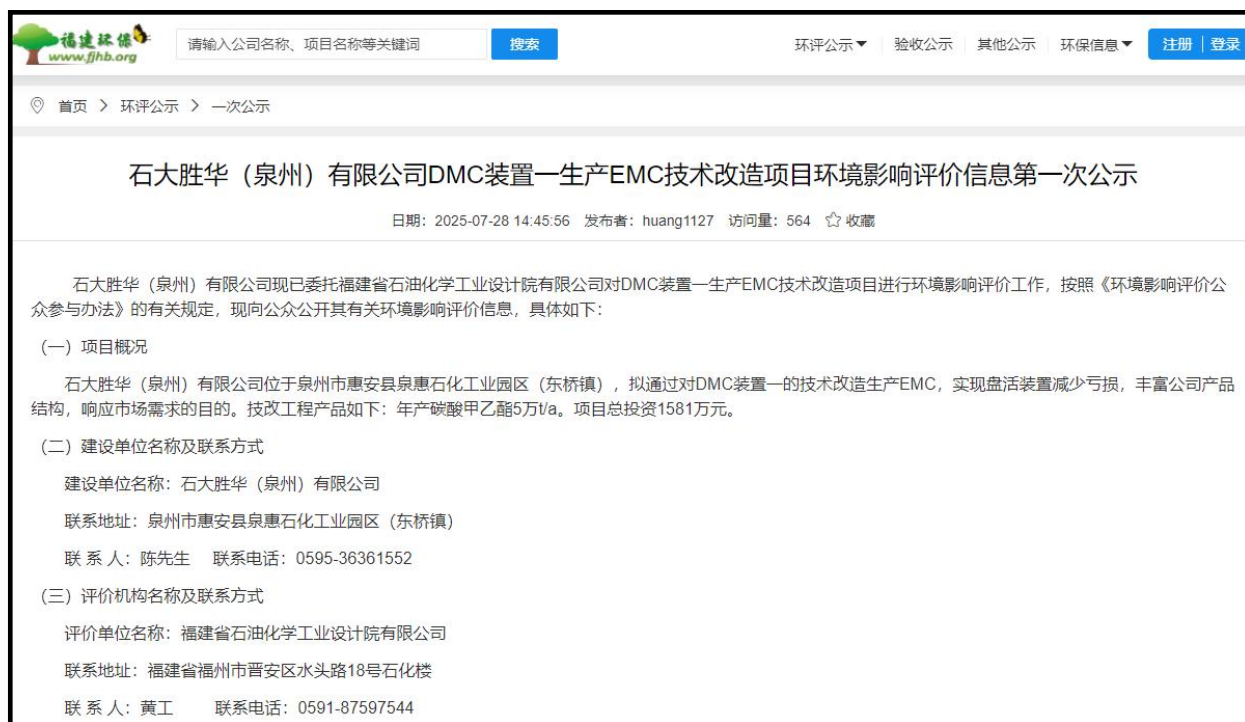 福建环保
www.fjhb.org
请输入公司名称、项目名称等关键词
搜索
环评公示 验收公示 其他公示 环保信息 注册 | 登录
首页 > 环评公示 > 一次公示
石大胜华（泉州）有限公司DMC装置一生产EMC技术改造项目环境影响评价信息第一次公示
日期：2025-07-28 14:45:56 发布者：huang1127 访问量：564 收藏
石大胜华（泉州）有限公司现已委托福建省石油化学工业设计院有限公司对DMC装置一生产EMC技术改造项目进行环境影响评价工作，按照《环境影响评价公
众参与办法》的有关规定，现向公众公开其有关环境影响评价信息，具体如下：
（一）项目概况
石大胜华（泉州）有限公司位于泉州市惠安县泉惠石化工业园区（东桥镇），拟通过对DMC装置一的技术改造生产EMC，实现盘活装置减少亏损，丰富公司产品
结构，响应市场需求的目的。技改工程产品如下：年产碳酸甲乙酯5万t/a。项目总投资1581万元。
（二）建设单位名称及联系方式
建设单位名称：石大胜华（泉州）有限公司
联系地址：泉州市惠安县泉惠石化工业园区（东桥镇）
联 系 人：陈先生 联系电话：0595-36361552
（三）评价机构名称及联系方式
评价单位名称：福建省石油化学工业设计院有限公司
联系地址：福建省福州市晋安区水头路18号石化楼
联 系 人：黄工 联系电话：0591-87597544